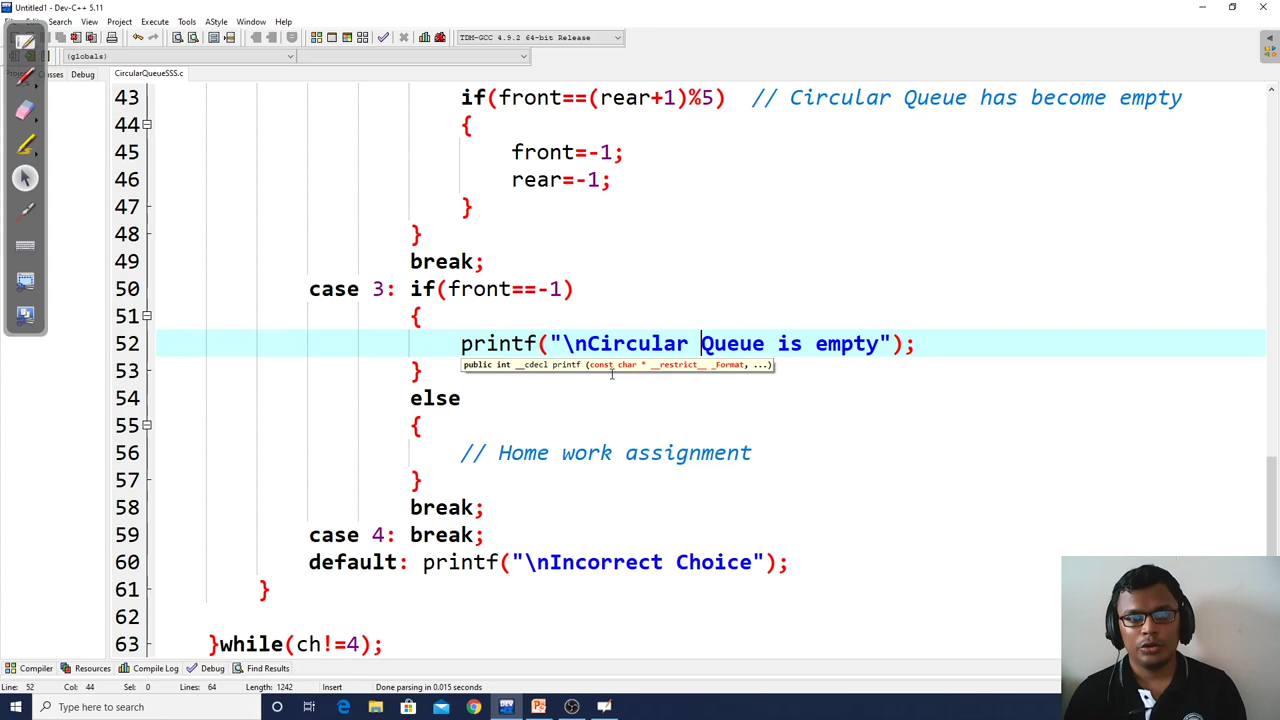 Untitled1 - Dev-C++ 5.11
Search View Project Execute Tools AStyle Window Help
TDM-GCC 4.9.2 64-bit Release
(globals)
Classes Debug CircularQueueSSS.c
43 if(front==(rear+1)%5) // Circular Queue has become empty
44 {
45 front=-1;
46 rear=-1;
47 }
48 }
49 break;
50 case 3: if(front==-1)
51 {
52 printf("\nCircular Queue is empty");
public int __cdecl printf (const char * __restrict__ _Format, ...)
53 }
54 else
55 {
56 // Home work assignment
57 }
58 break;
59 case 4: break;
60 default: printf("\nIncorrect Choice");
61 }
62
63 }while(ch!=4);
Compiler Resources Compile Log Debug Find Results
Line: 52 Col: 44 Sel: 0 Lines: 64 Length: 1242 Insert Done parsing in 0.015 seconds
Type here to search